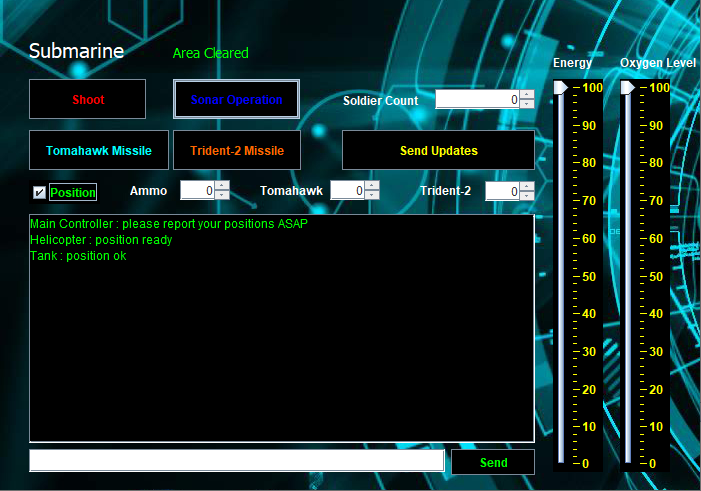 Submarine
Area Cleared
Energy
Oxygen Level
Shoot
Sonar Operation
Soldier Count
0
Tomahawk Missile
Trident-2 Missile
Send Updates
Position
Ammo
0
Tomahawk
0
Trident-2
0
Main Controller : please report your positions ASAP
Helicopter : position ready
Tank : position ok
Send
100
90
80
70
60
50
40
30
20
10
0
100
90
80
70
60
50
40
30
20
10
0